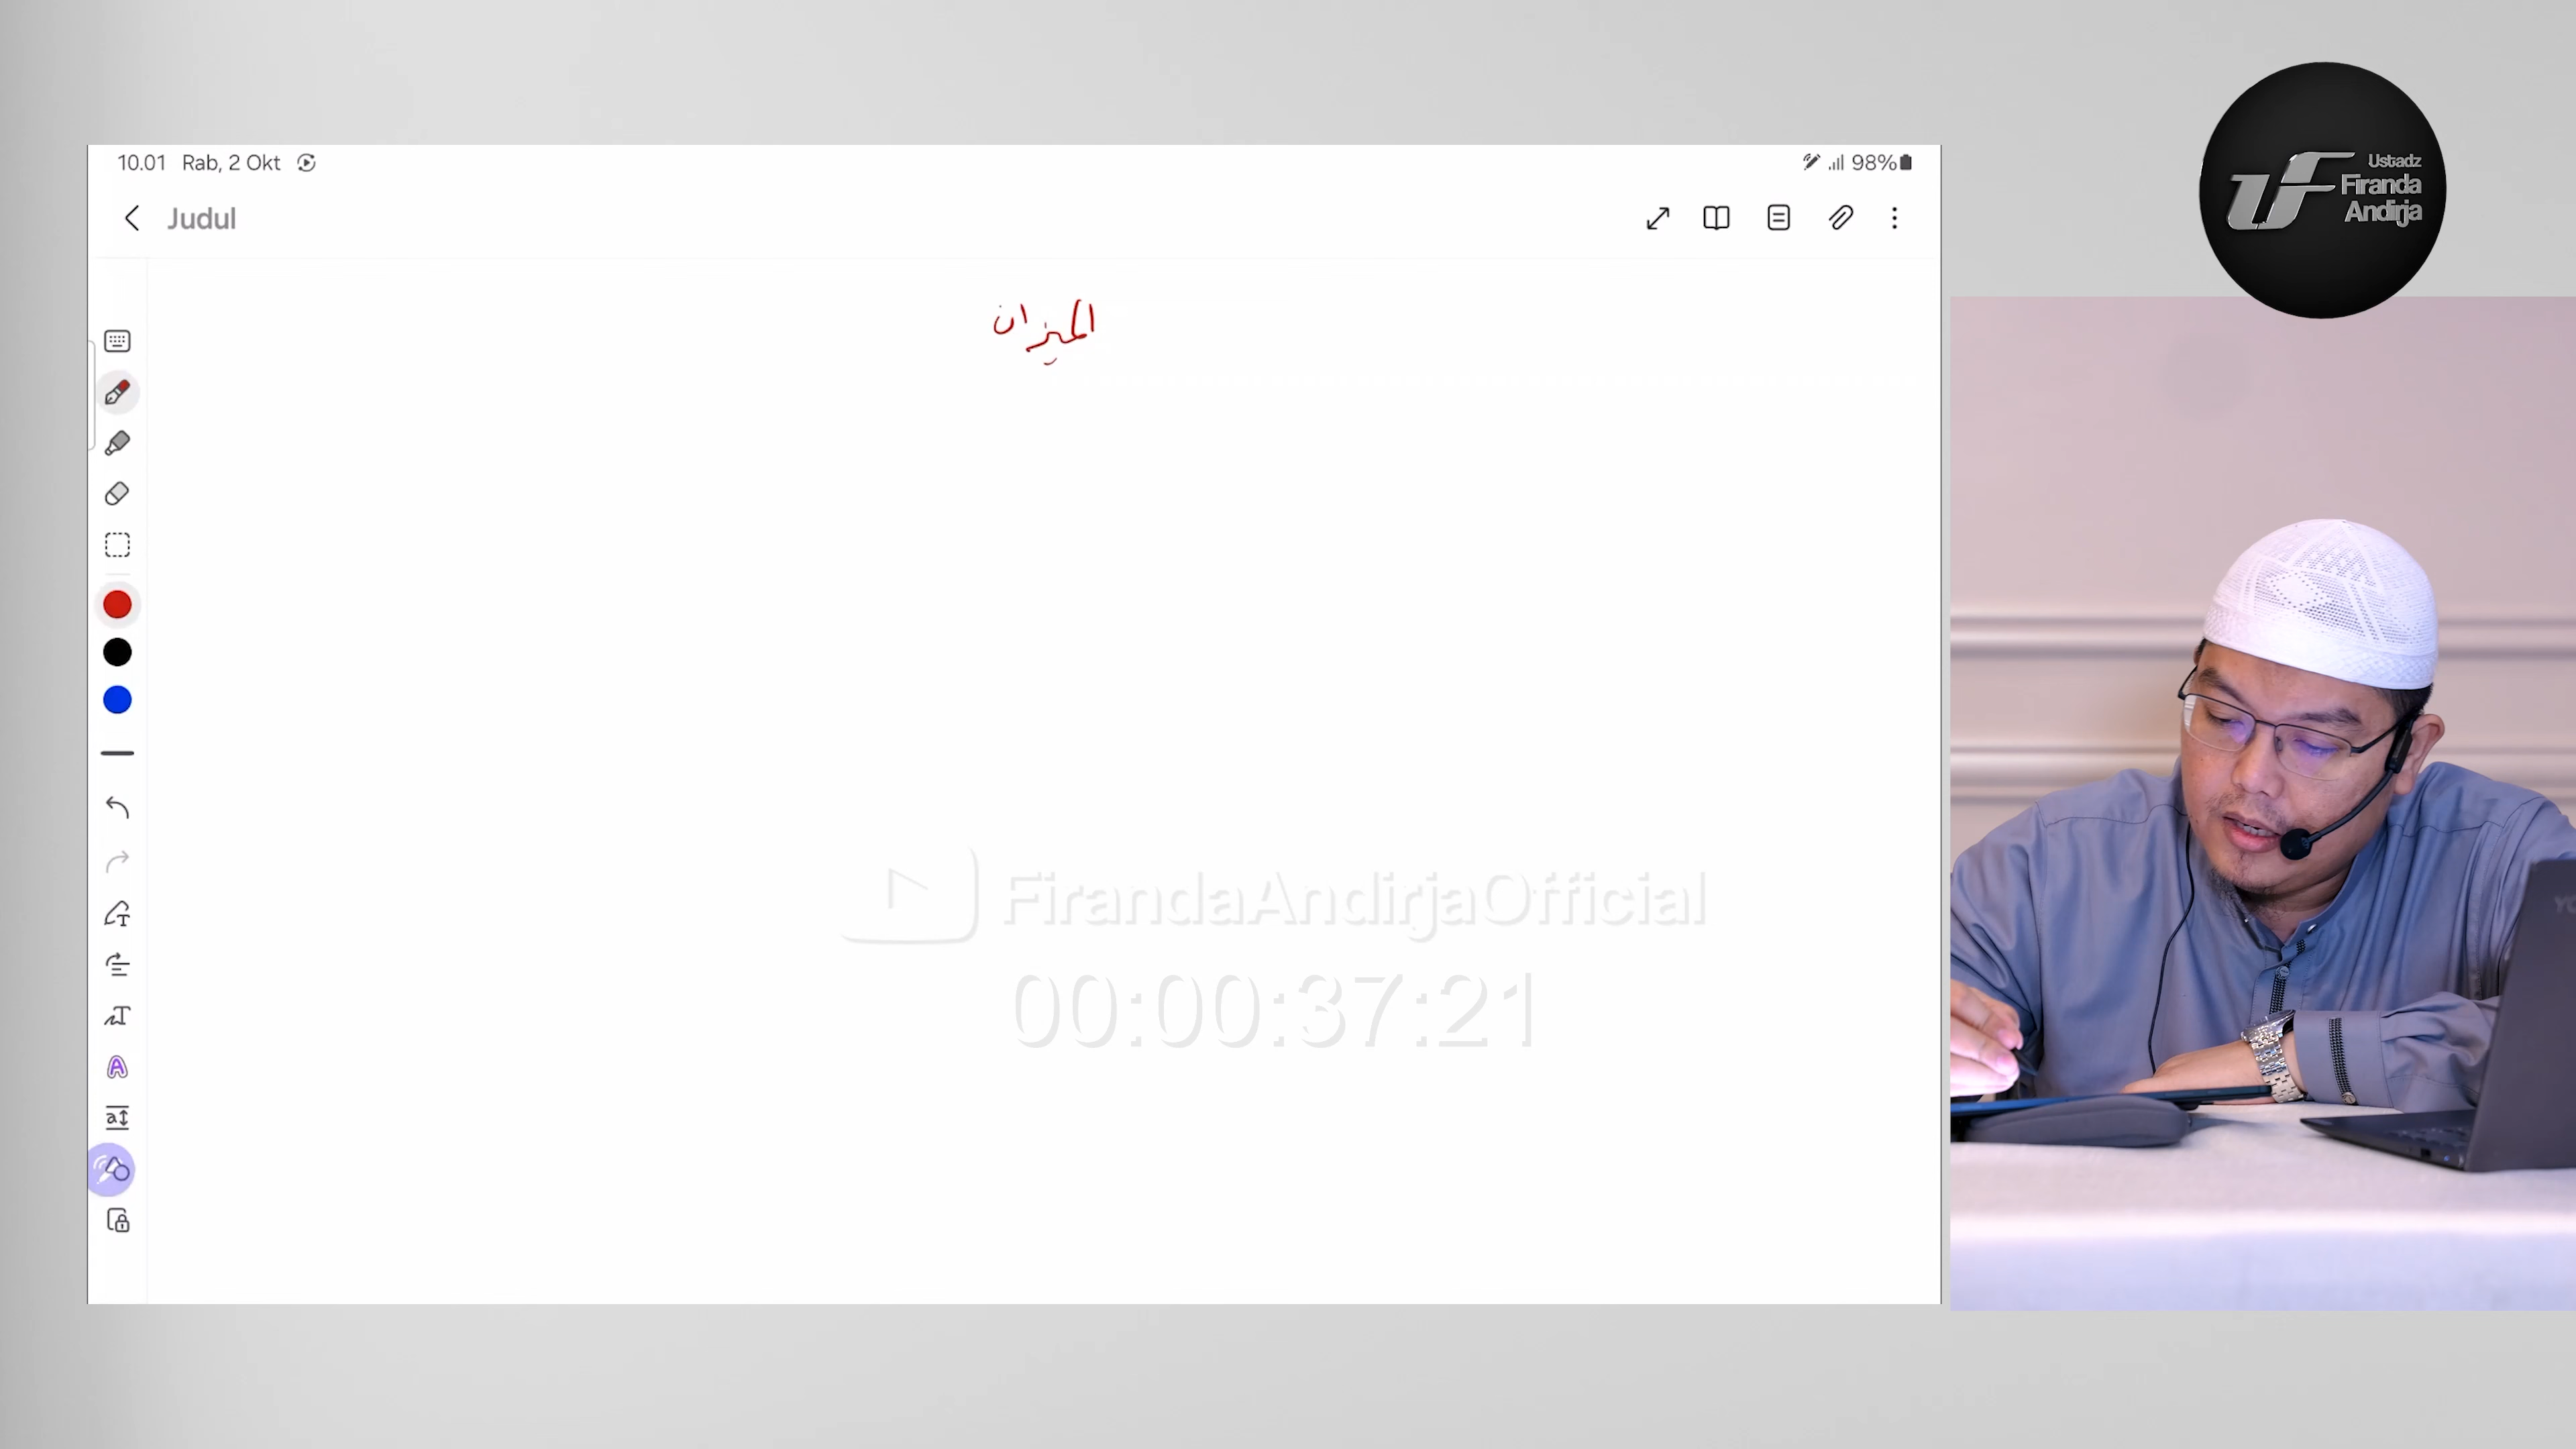 10.01 Rab, 2 Okt
98%
Judul
الميزان
Ustadz
Firanda
Andirja
FirandaAndirjaOfficial
00:00:37:21